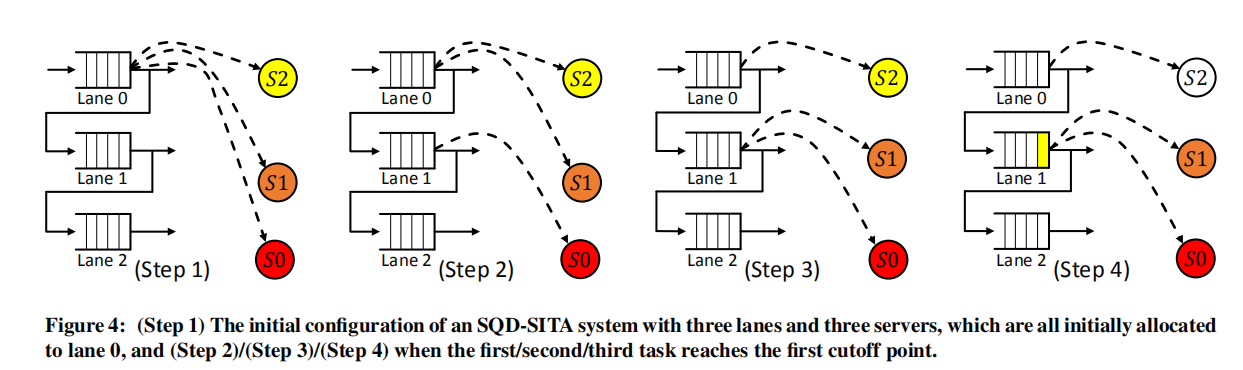 S2 S2 S2 S2
Lane 0 Lane 0 Lane 0 Lane 0
S1 S1 S1 S1
Lane 1 Lane 1 Lane 1 Lane 1
S0 S0 S0 S0
Lane 2 (Step 1) Lane 2 (Step 2) Lane 2 (Step 3) Lane 2 (Step 4)
Figure 4: (Step 1) The initial configuration of an SQD-SITA system with three lanes and three servers, which are all initially allocated
to lane 0, and (Step 2)/(Step 3)/(Step 4) when the first/second/third task reaches the first cutoff point.